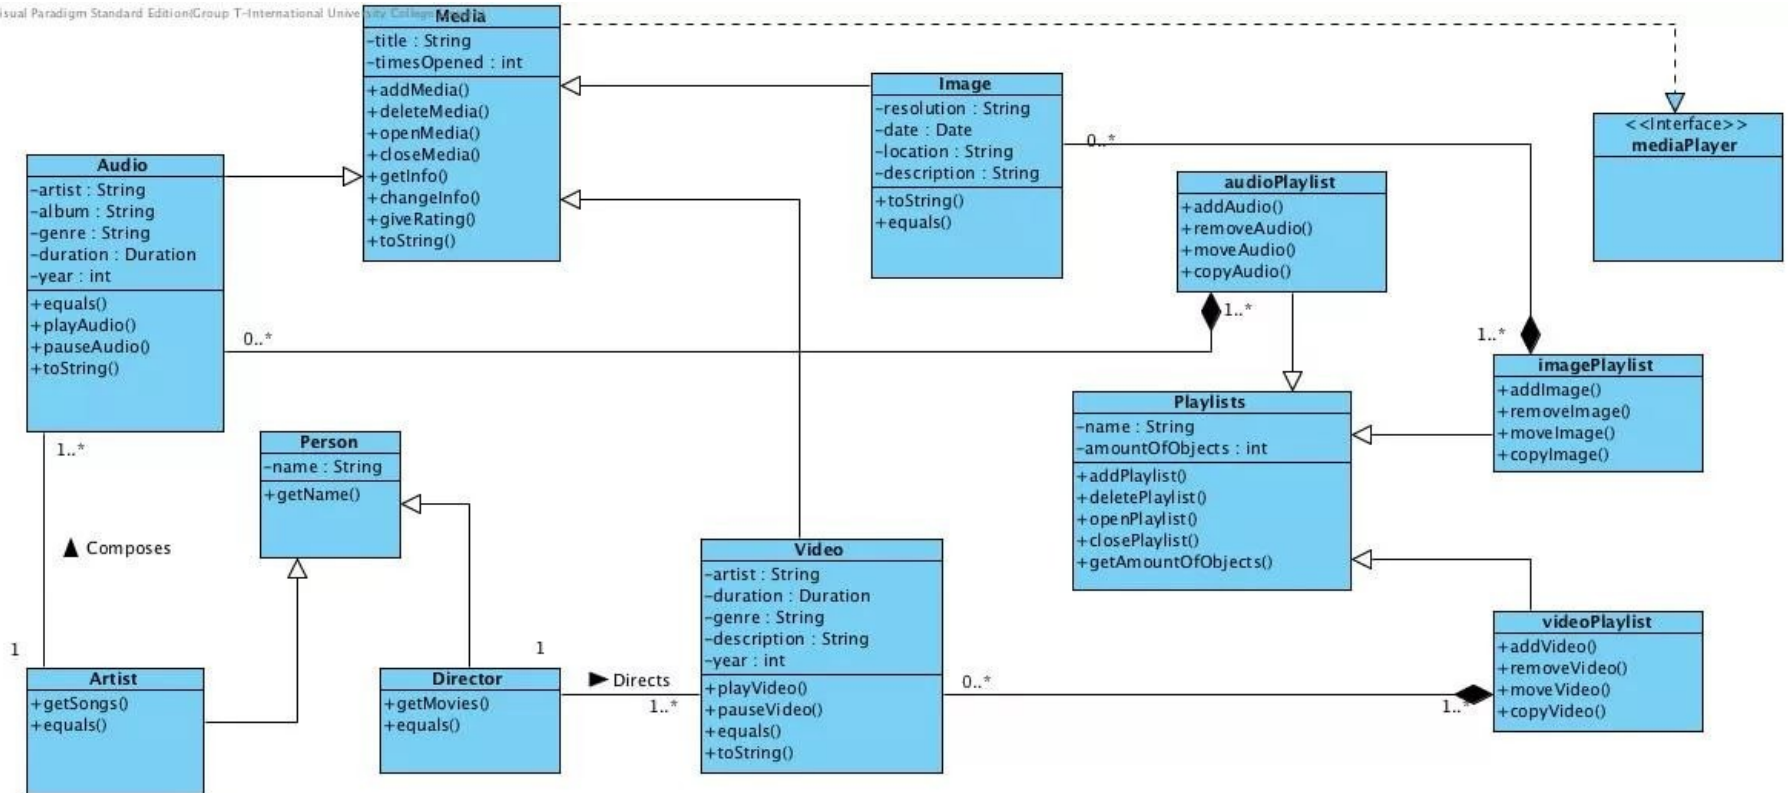 isual Paradigm Standard Edition(Group T-International University College
Media
-title : String
-timesOpened : int
+addMedia()
+deleteMedia()
+openMedia()
+closeMedia()
+getInfo()
+changeInfo()
+giveRating()
+toString()
Image
-resolution : String
-date : Date
-location : String
-description : String
+toString()
+equals()
0..*
<<Interface>>
mediaPlayer
Audio
-artist : String
-album : String
-genre : String
-duration : Duration
-year : int
+equals()
+playAudio()
+pauseAudio()
+toString()
0..*
audioPlaylist
+addAudio()
+removeAudio()
+moveAudio()
+copyAudio()
1..*
1..*
imagePlaylist
+addImage()
+removeImage()
+moveImage()
+copyImage()
Playlists
-name : String
-amountOfObjects : int
+addPlaylist()
+deletePlaylist()
+openPlaylist()
+closePlaylist()
+getAmountOfObjects()
1..*
Composes
1
Person
-name : String
+getName()
Artist
+getSongs()
+equals()
Director
+getMovies()
+equals()
1
Directs
1..*
Video
-artist : String
-duration : Duration
-genre : String
-description : String
-year : int
+playVideo()
+pauseVideo()
+equals()
+toString()
0..*
1..*
videoPlaylist
+addVideo()
+removeVideo()
+moveVideo()
+copyVideo()